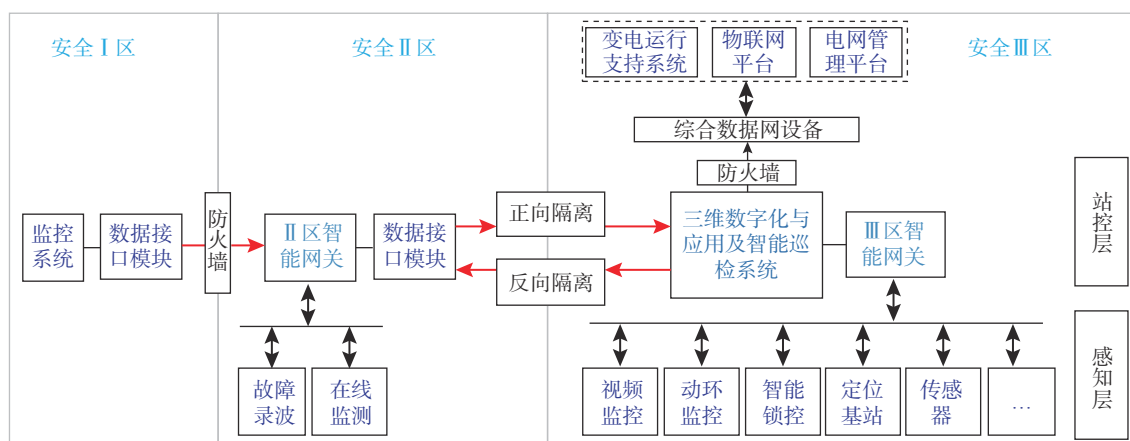 安全Ⅰ区
安全Ⅱ区
安全Ⅲ区
变电运行
支持系统
物联网
平台
电网管
理平台
综合数据网设备
防火墙
监控
系统
数据接
口模块
防
火
墙
Ⅱ区智
能网关
数据接
口模块
正向隔离
反向隔离
三维数字化与
应用及智能巡
检系统
Ⅲ区智
能网关
站
控
层
故障
录波
在线
监测
视频
监控
动环
监控
智能
锁控
定位
基站
传感
器
…
感
知
层